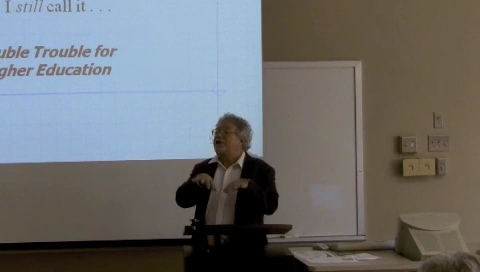 I still call it . . .
uble Trouble for
gher Education